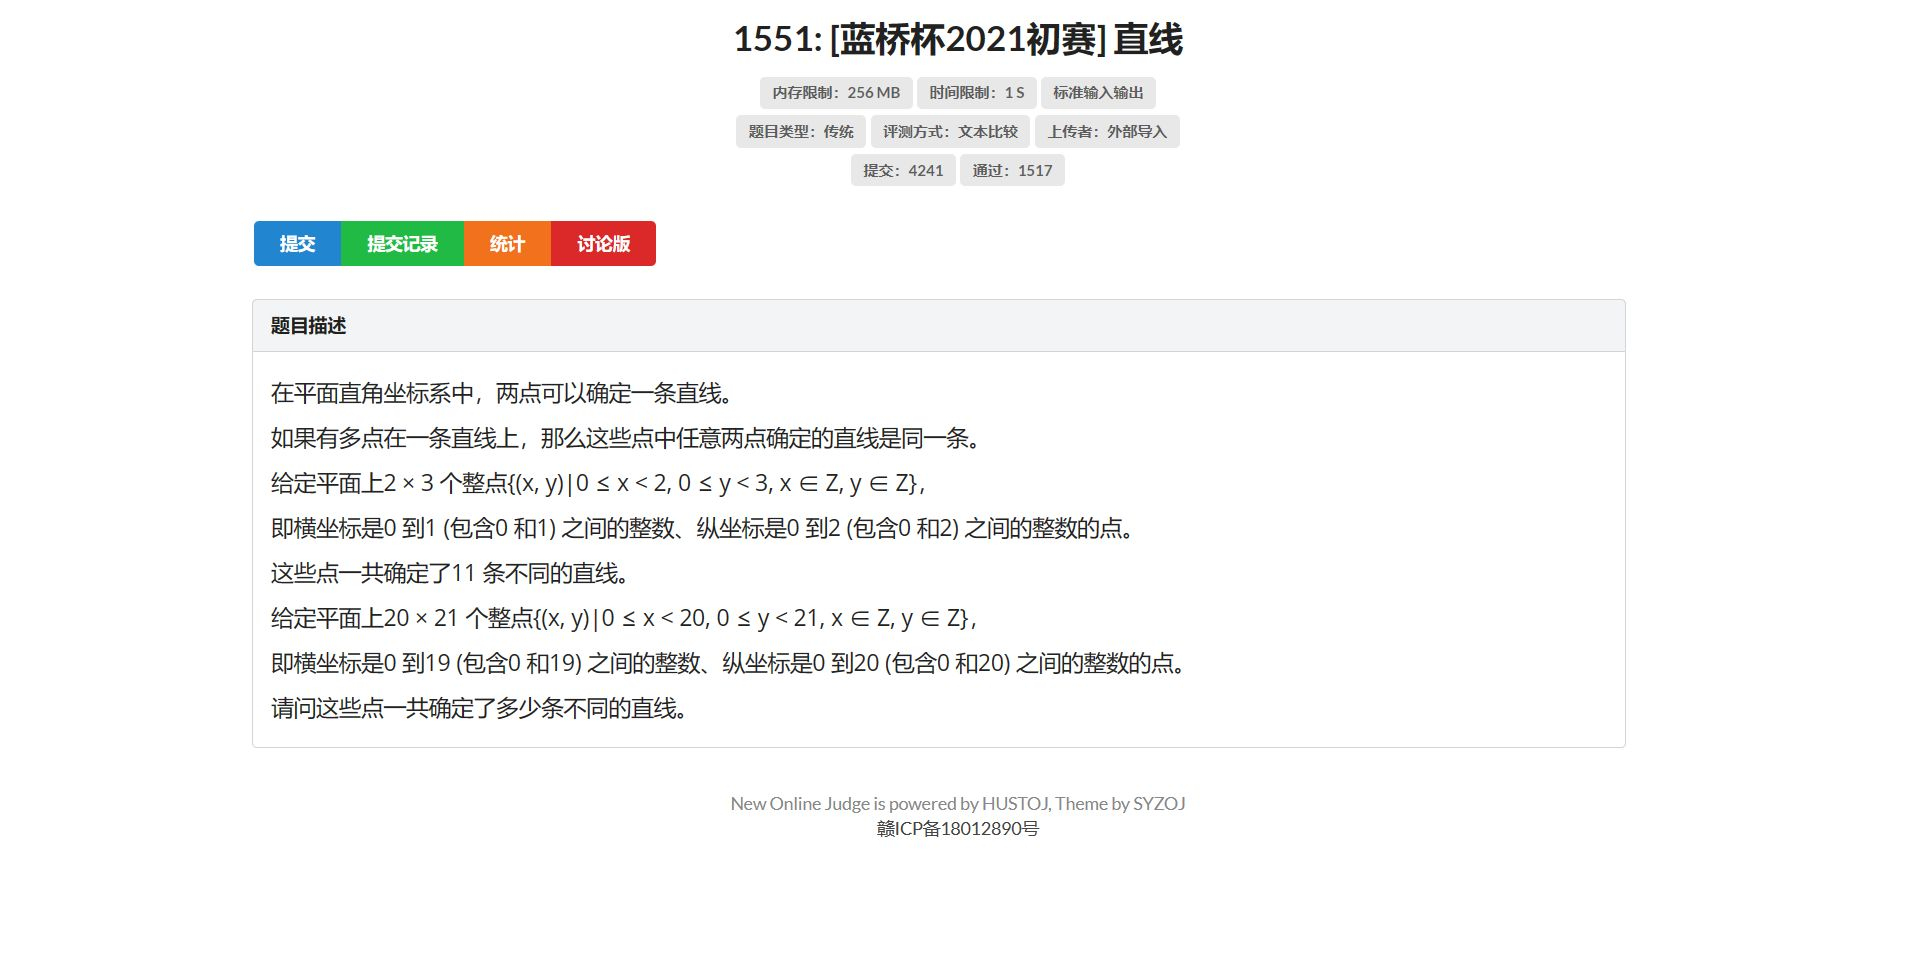 1551: [蓝桥杯2021初赛] 直线
内存限制：256 MB 时间限制：1 S 标准输入输出
题目类型：传统 评测方式：文本比较 上传者：外部导入
提交：4241 通过：1517
提交 提交记录 统计 讨论版
题目描述
在平面直角坐标系中，两点可以确定一条直线。
如果有多点在一条直线上，那么这些点中任意两点确定的直线是同一条。
给定平面上2 × 3 个整点{(x, y)|0 ≤ x < 2, 0 ≤ y < 3, x ∈ Z, y ∈ Z}，
即横坐标是0 到1 (包含0 和1) 之间的整数、纵坐标是0 到2 (包含0 和2) 之间的整数的点。
这些点一共确定了11 条不同的直线。
给定平面上20 × 21 个整点{(x, y)|0 ≤ x < 20, 0 ≤ y < 21, x ∈ Z, y ∈ Z}，
即横坐标是0 到19 (包含0 和19) 之间的整数、纵坐标是0 到20 (包含0 和20) 之间的整数的点。
请问这些点一共确定了多少条不同的直线。
New Online Judge is powered by HUSTOJ, Theme by SYZOJ
赣ICP备18012890号